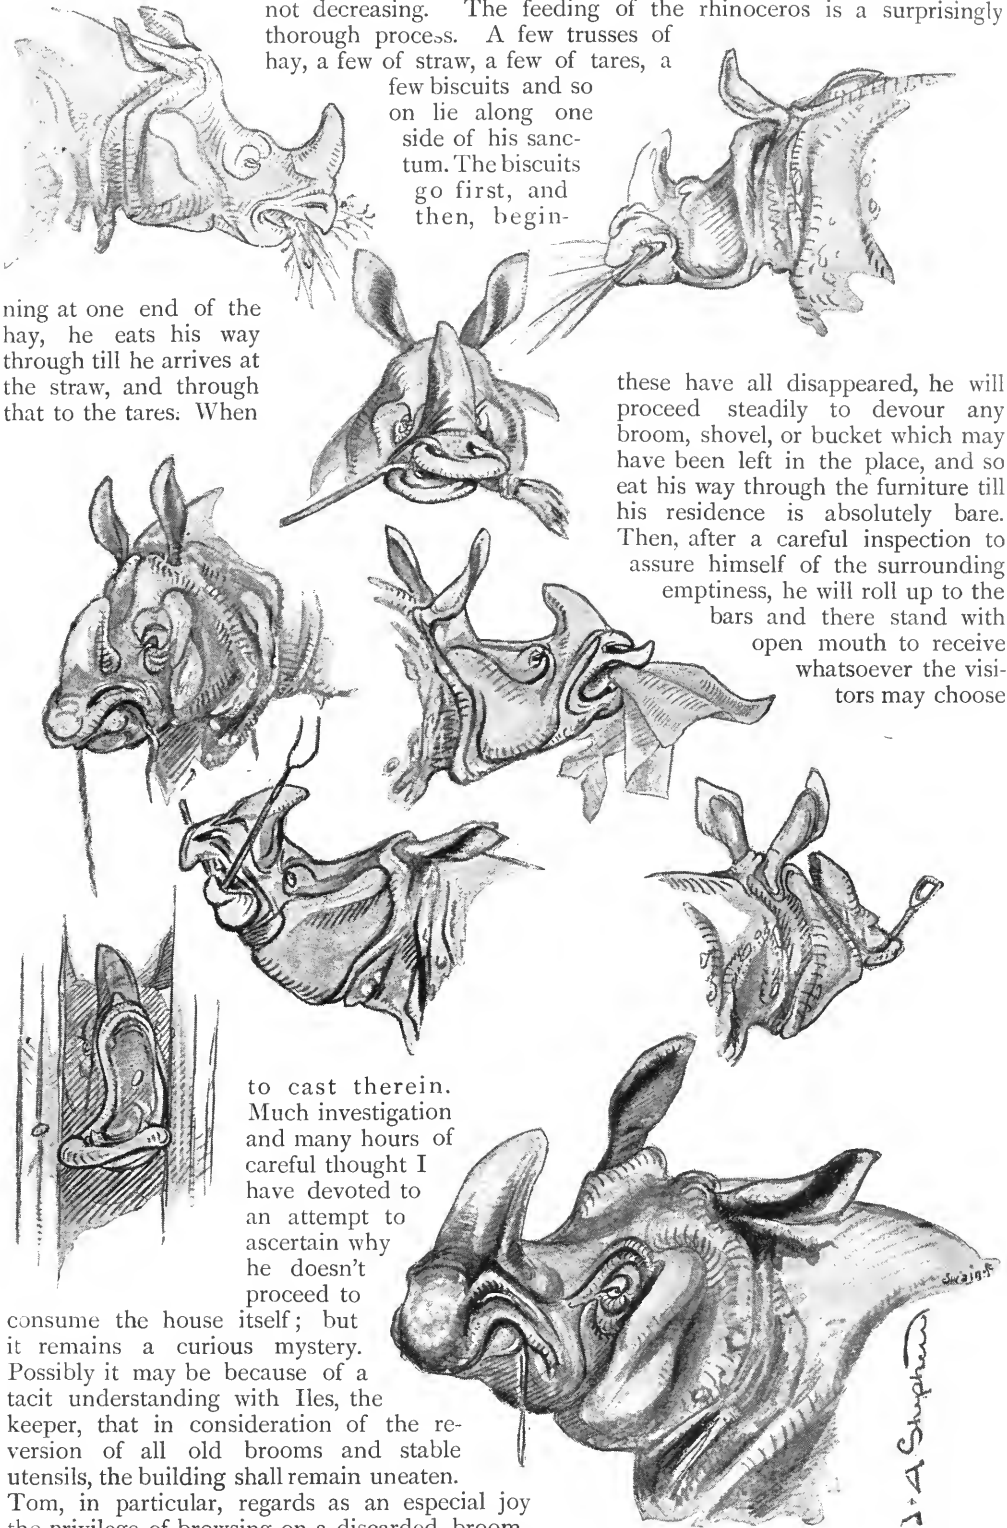 not decreasing. The feeding of the rhinoceros is a surprisingly
thorough process. A few trusses of
hay, a few of straw, a few of tares, a
few biscuits and so
on lie along one
side of his sanc-
tum. The biscuits
go first, and
then, begin-
ning at one end of the
hay, he eats his way
through till he arrives at
the straw, and through
that to the tares. When
these have all disappeared, he will
proceed steadily to devour any
broom, shovel, or bucket which may
have been left in the place, and so
eat his way through the furniture till
his residence is absolutely bare.
Then, after a careful inspection to
assure himself of the surrounding
emptiness, he will roll up to the
bars and there stand with
open mouth to receive
whatsoever the visi-
tors may choose
to cast therein.
Much investigation
and many hours of
careful thought I
have devoted to
an attempt to
ascertain why
he doesn't
proceed to
consume the house itself; but
it remains a curious mystery.
Possibly it may be because of a
tacit understanding with Iles, the
keeper, that in consideration of the re-
version of all old brooms and stable
utensils, the building shall remain uneaten.
Tom, in particular, regards as an especial joy
the privilege of browsing on a discarded broom.
J. A. Shepherd